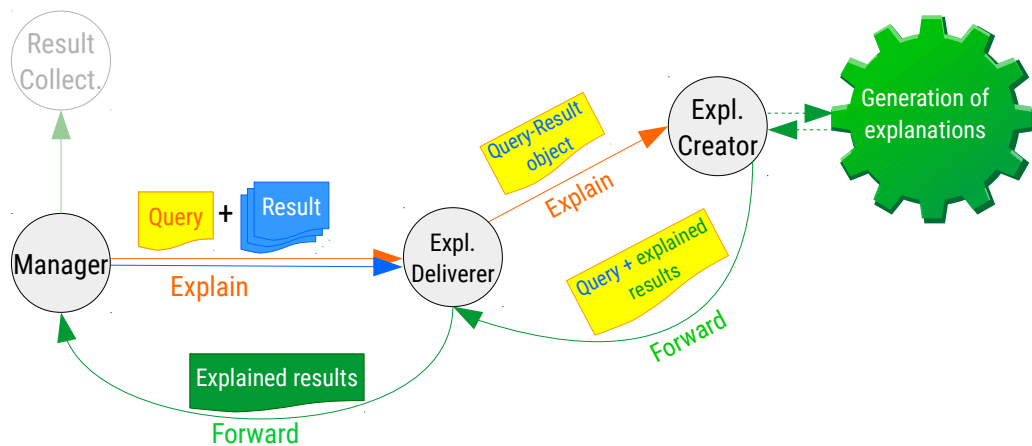 Result
Collect.
Manager
Query
+
Result
Explain
Expl.
Deliverer
Query-Result
object
Explain
Expl.
Creator
Generation of
explanations
Query + explained
results
Forward
Explained results
Forward